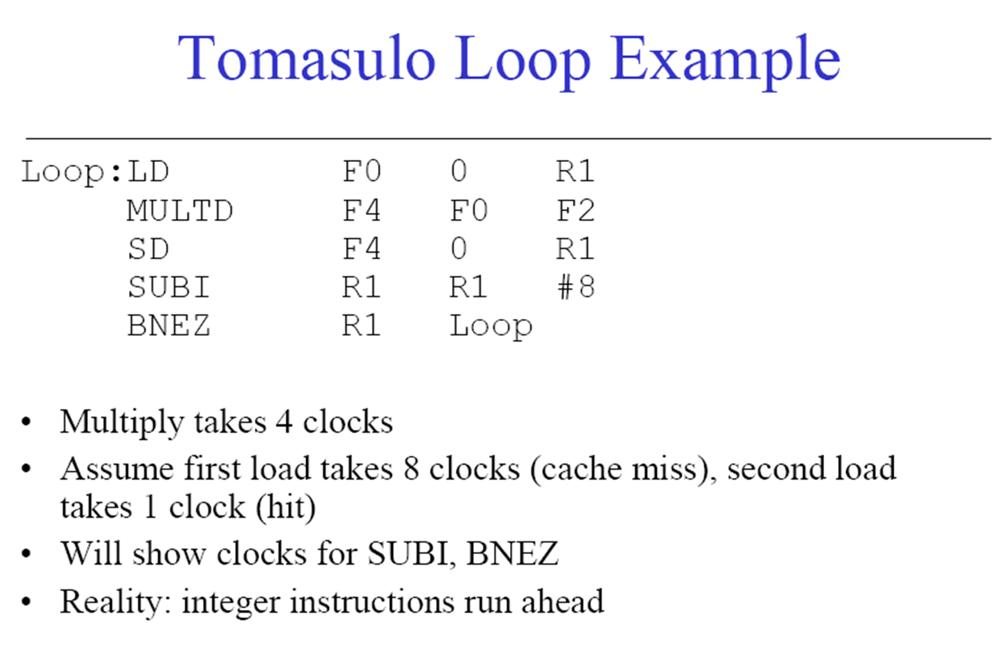 Tomasulo Loop Example
Loop:LD F0 0 R1
MULTD F4 F0 F2
SD F4 0 R1
SUBI R1 R1 #8
BNEZ R1 Loop
• Multiply takes 4 clocks
• Assume first load takes 8 clocks (cache miss), second load
takes 1 clock (hit)
• Will show clocks for SUBI, BNEZ
• Reality: integer instructions run ahead